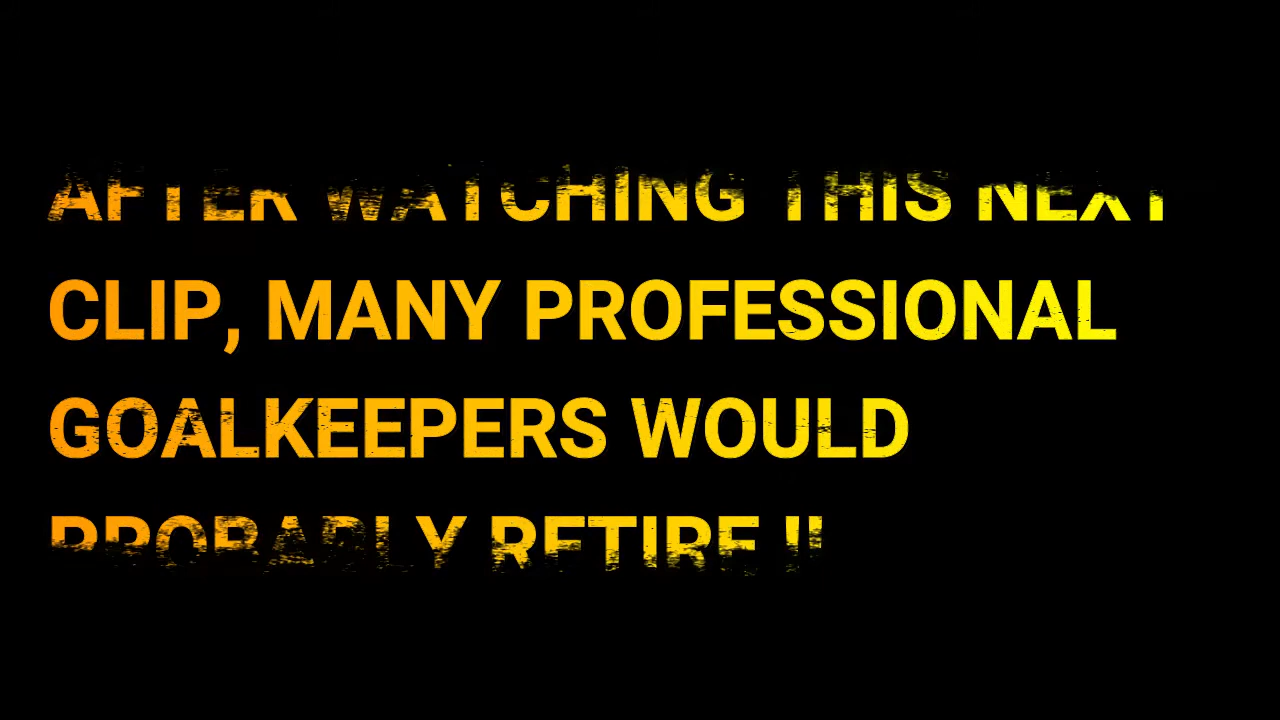 AFTER WATCHING THIS NEXT
CLIP, MANY PROFESSIONAL
GOALKEEPERS WOULD
PROBABLY RETIRE !!